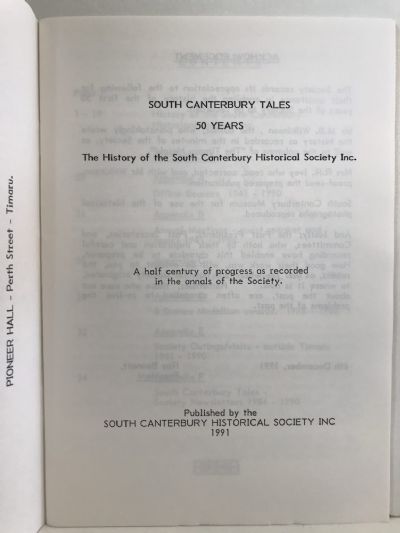 PIONEER HALL - Perth Street - Timaru.
SOUTH CANTERBURY TALES
50 YEARS
The History of the South Canterbury Historical Society Inc.
A half century of progress as recorded
in the annals of the Society.
Published by the
SOUTH CANTERBURY HISTORICAL SOCIETY INC
1991